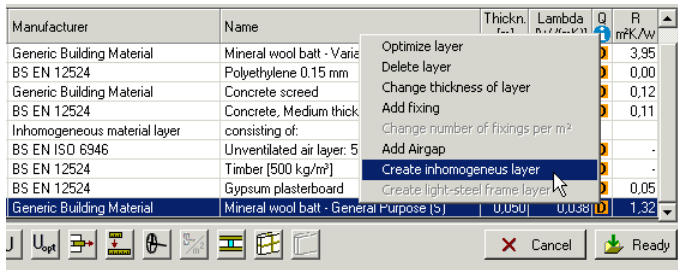 Manufacturer Name Thickn. Lambda Q R
[m] [W/(mK)] m²K/w
Generic Building Material Mineral wool batt - Varia 3,95
BS EN 12524 Polyethylene 0.15 mm 0,00
Generic Building Material Concrete screed 0,12
BS EN 12524 Concrete, Medium thick 0,11
Inhomogeneous material layer consisting of:
BS EN ISO 6946 Unventilated air layer: 5 -
BS EN 12524 Timber [500 kg/m³] -
BS EN 12524 Gypsum plasterboard D 0,05
Generic Building Material Mineral wool batt - General Purpose (S) 0,050 0,038 D 1,32
Optimize layer
Delete layer
Change thickness of layer
Add fixing
Change number of fixings per m²
Add Airgap
Create inhomogeneus layer
Create light-steel frame layer
U Uopt Cancel Ready